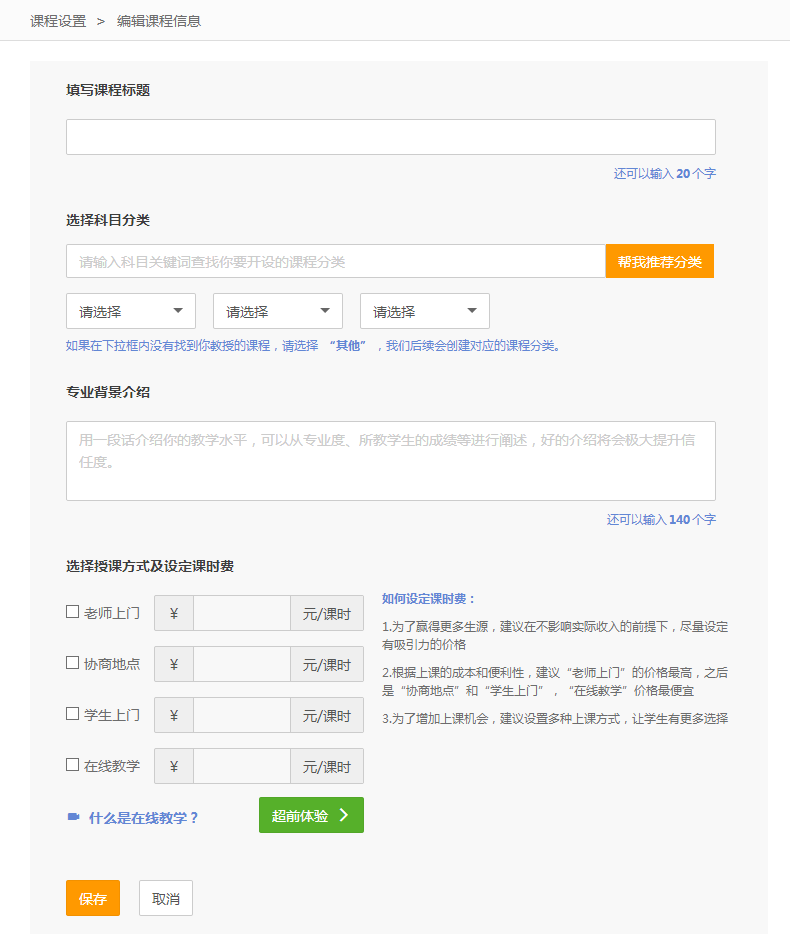 课程设置 > 编辑课程信息
填写课程标题
还可以输入 20 个字
选择科目分类
请输入科目关键词查找你要开设的课程分类
帮我推荐分类
请选择
请选择
请选择
如果在下拉框内没有找到你教授的课程，请选择 “其他” ，我们后续会创建对应的课程分类。
专业背景介绍
用一段话介绍你的教学水平，可以从专业度、所教学生的成绩等进行阐述，好的介绍将会极大提升信
任度。
还可以输入 140 个字
选择授课方式及设定课时费
老师上门 ¥ 元/课时
协商地点 ¥ 元/课时
学生上门 ¥ 元/课时
在线教学 ¥ 元/课时
什么是在线教学？
超前体验
如何设定课时费：
1.为了赢得更多生源，建议在不影响实际收入的前提下，尽量设定
有吸引力的价格
2.根据上课的成本和便利性，建议“老师上门”的价格最高，之后
是“协商地点”和“学生上门”，“在线教学”价格最便宜
3.为了增加上课机会，建议设置多种上课方式，让学生有更多选择
保存
取消